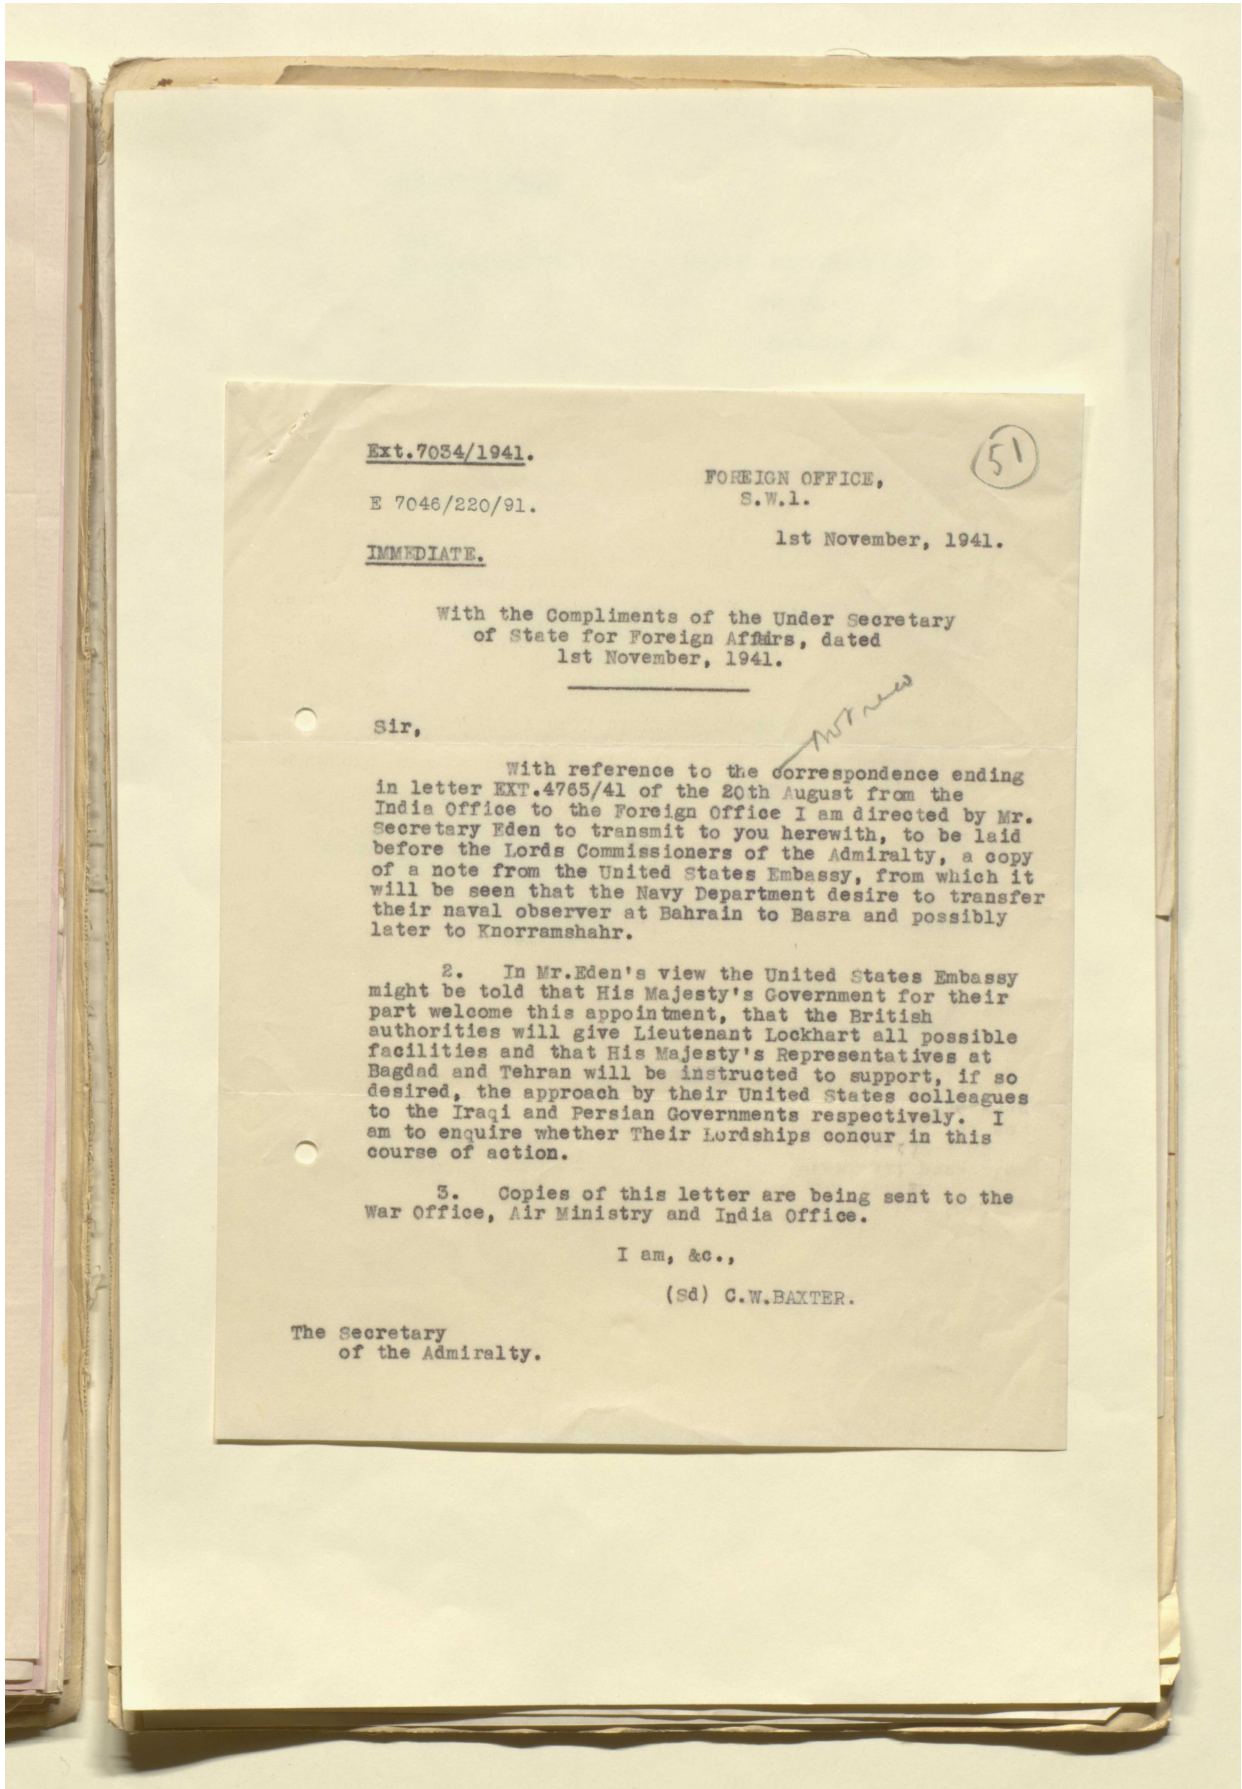 Ext.7034/1941.
51
FOREIGN OFFICE,
S.W.1.
E 7046/220/91.
1st November, 1941.
IMMEDIATE.
With the Compliments of the Under Secretary
of State for Foreign Affairs, dated
1st November, 1941.
Sir,
With reference to the correspondence ending
in letter EXT.4765/41 of the 20th August from the
India Office to the Foreign Office I am directed by Mr.
Secretary Eden to transmit to you herewith, to be laid
before the Lords Commissioners of the Admiralty, a copy
of a note from the United States Embassy, from which it
will be seen that the Navy Department desire to transfer
their naval observer at Bahrain to Basra and possibly
later to Knorramshahr.
2. In Mr.Eden's view the United States Embassy
might be told that His Majesty's Government for their
part welcome this appointment, that the British
authorities will give Lieutenant Lockhart all possible
facilities and that His Majesty's Representatives at
Bagdad and Tehran will be instructed to support, if so
desired, the approach by their United States colleagues
to the Iraqi and Persian Governments respectively. I
am to enquire whether Their Lordships concur in this
course of action.
3. Copies of this letter are being sent to the
War Office, Air Ministry and India Office.
I am, &c.,
(Sd) C.W.BAXTER.
The Secretary
of the Admiralty.